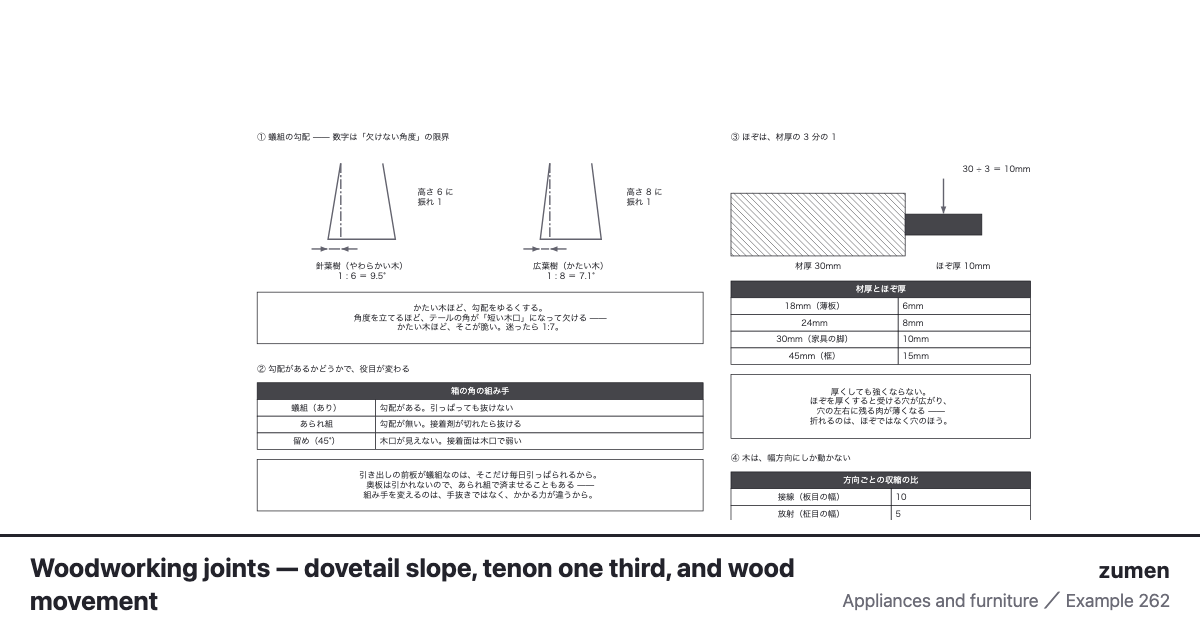 ① 蟻組の勾配 —— 数字は「欠けない角度」の限界
高さ 6 に
振れ 1
針葉樹（やわらかい木）
1 : 6 ＝ 9.5°
高さ 8 に
振れ 1
広葉樹（かたい木）
1 : 8 ＝ 7.1°
かたい木ほど、勾配をゆるくする。
角度を立てるほど、テールの角が「短い木口」になって欠ける ——
かたい木ほど、そこが脆い。迷ったら 1:7。
② 勾配があるかどうかで、役目が変わる
箱の角の組み手
蟻組（あり） 勾配がある。引っぱっても抜けない
あられ組 勾配が無い。接着剤が切れたら抜ける
留め（45°） 木口が見えない。接着面は木口で弱い
引き出しの前板が蟻組なのは、そこだけ毎日引っぱられるから。
奥板は引かれないので、あられ組で済ませることもある ——
組み手を変えるのは、手抜きではなく、かかる力が違うから。
③ ほぞは、材厚の 3 分の 1
30 ÷ 3 ＝ 10mm
材厚 30mm
ほぞ厚 10mm
材厚とほぞ厚
18mm（薄板） 6mm
24mm 8mm
30mm（家具の脚） 10mm
45mm（框） 15mm
厚くしても強くならない。
ほぞを厚くすると受ける穴が広がり、
穴の左右に残る肉が薄くなる ——
折れるのは、ほぞではなく穴のほう。
④ 木は、幅方向にしか動かない
方向ごとの収縮の比
接線（板目の幅） 10
放射（柾目の幅） 5
Woodworking joints — dovetail slope, tenon one third, and wood
movement
zumen
Appliances and furniture ／ Example 262